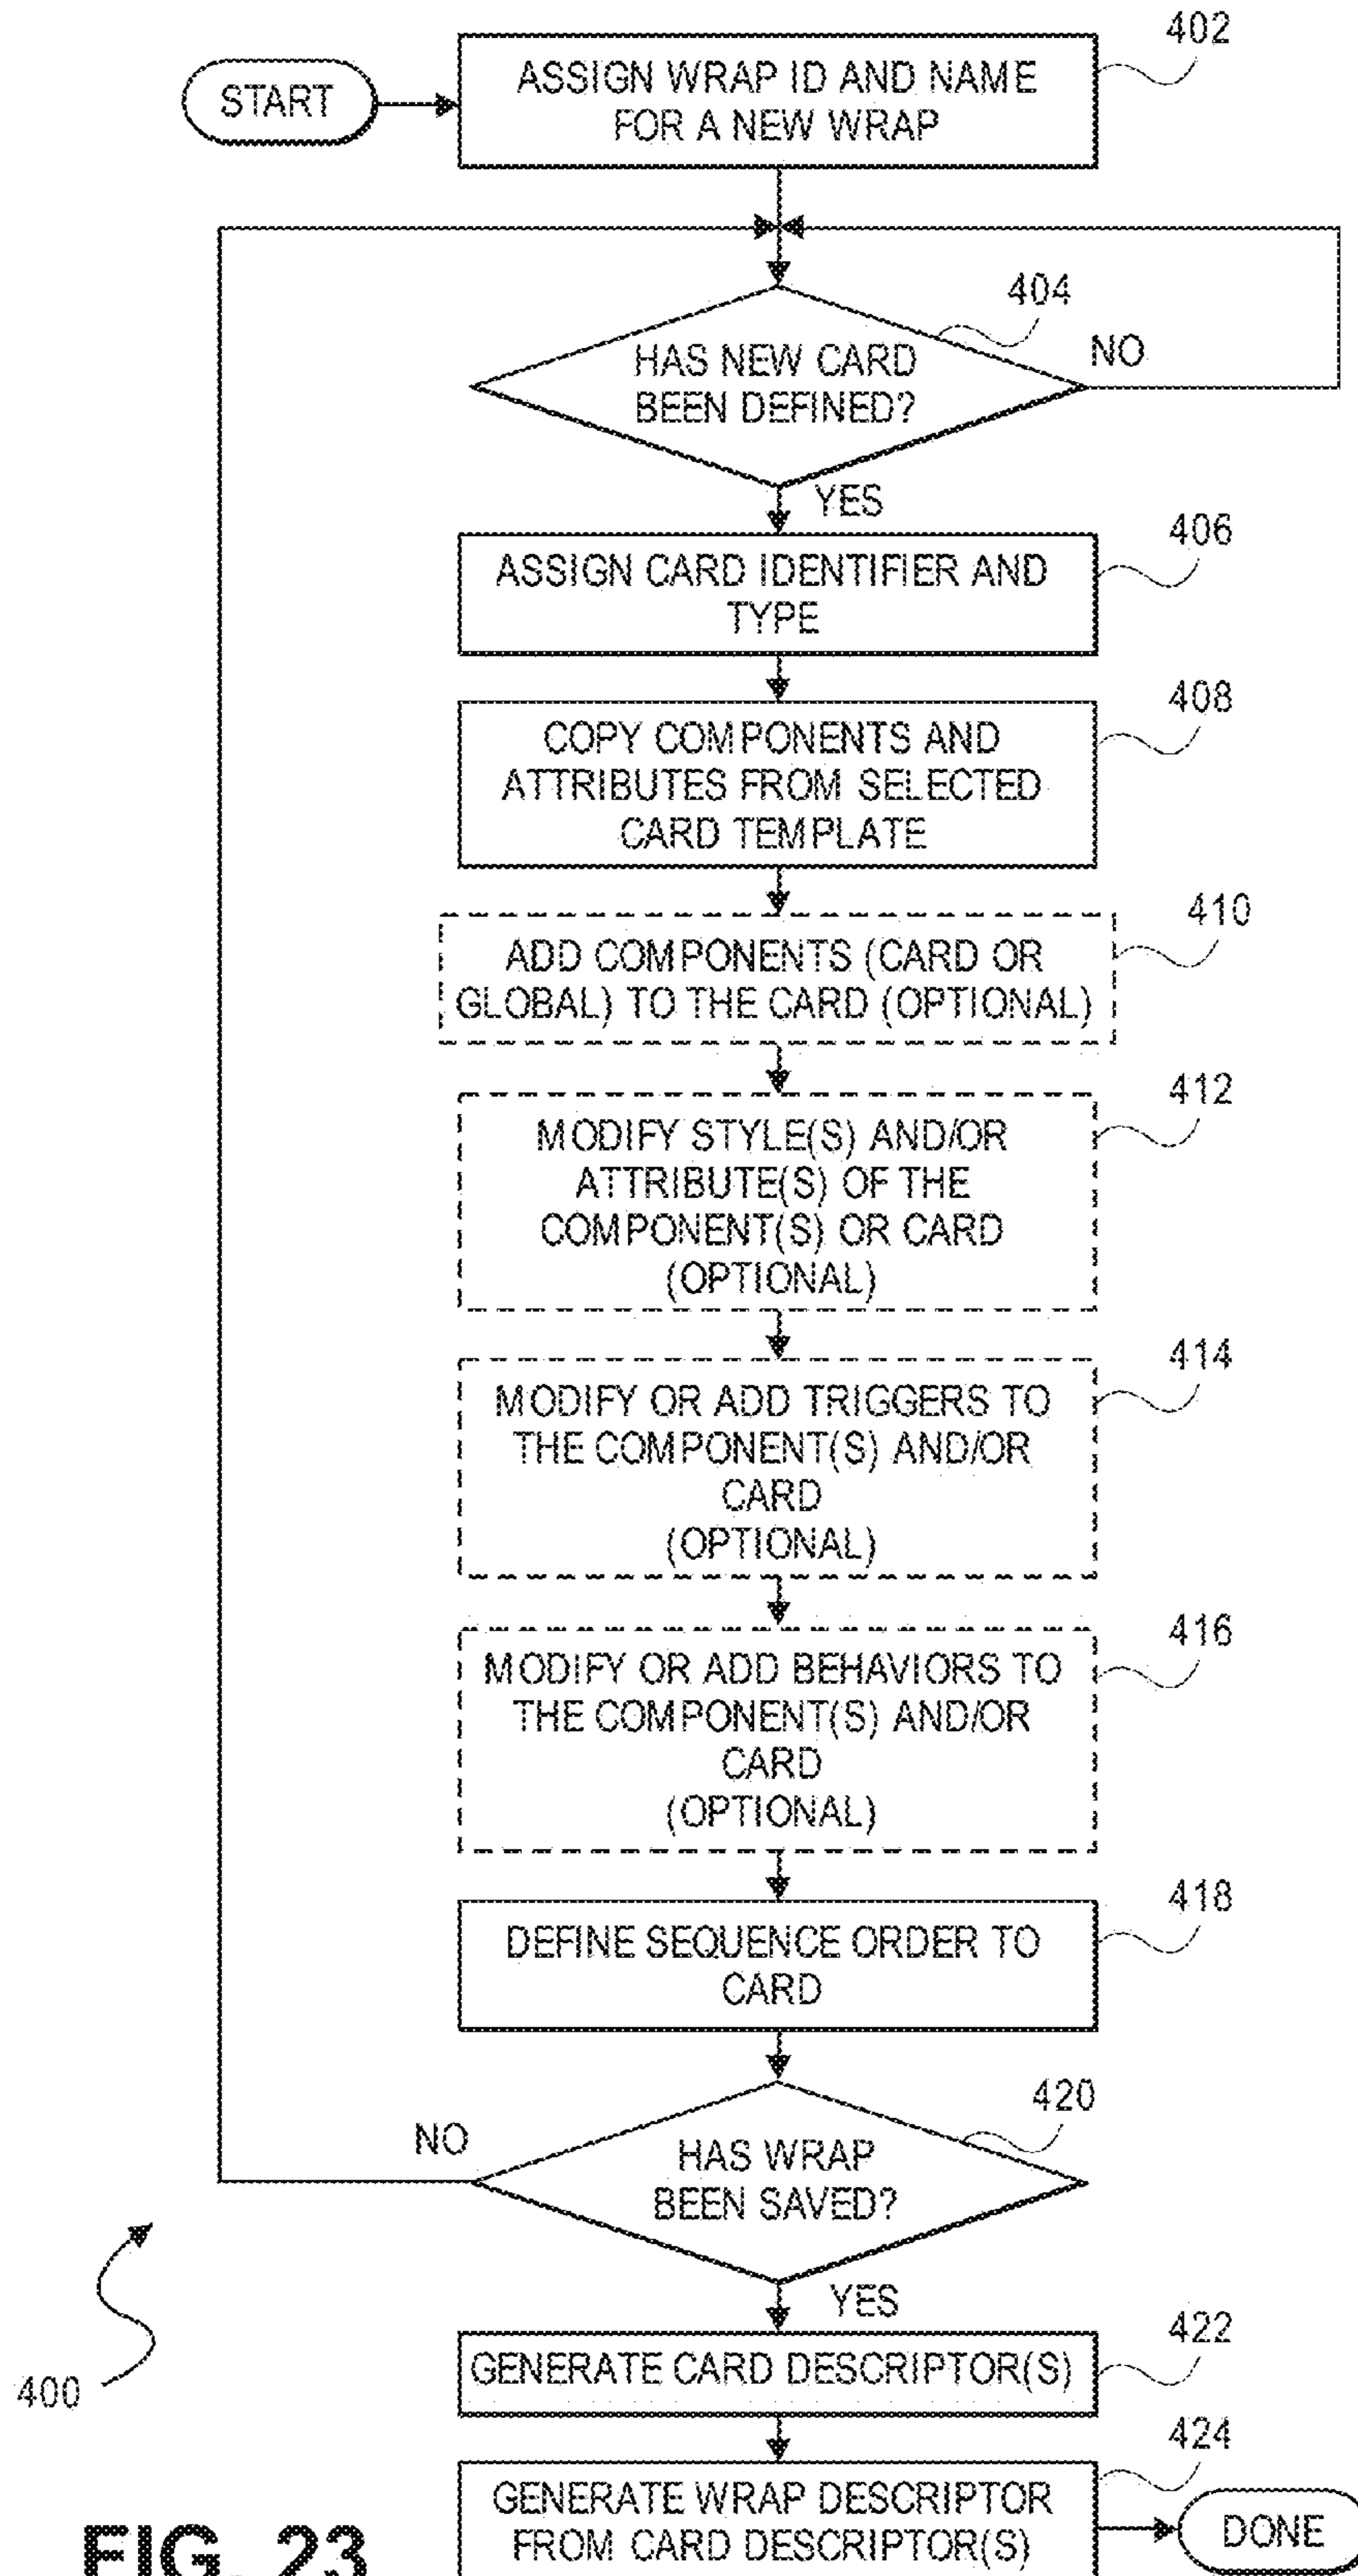 402
START
ASSIGN WRAP ID AND NAME
FOR A NEW WRAP
404
HAS NEW CARD
BEEN DEFINED?
NO
YES
406
ASSIGN CARD IDENTIFIER AND
TYPE
408
COPY COMPONENTS AND
ATTRIBUTES FROM SELECTED
CARD TEMPLATE
410
ADD COMPONENTS (CARD OR
GLOBAL) TO THE CARD (OPTIONAL)
412
MODIFY STYLE(S) AND/OR
ATTRIBUTE(S) OF THE
COMPONENT(S) OR CARD
(OPTIONAL)
414
MODIFY OR ADD TRIGGERS TO
THE COMPONENT(S) AND/OR
CARD
(OPTIONAL)
416
MODIFY OR ADD BEHAVIORS TO
THE COMPONENT(S) AND/OR
CARD
(OPTIONAL)
418
DEFINE SEQUENCE ORDER TO
CARD
420
NO
HAS WRAP
BEEN SAVED?
YES
422
GENERATE CARD DESCRIPTOR(S)
400
424
GENERATE WRAP DESCRIPTOR
FROM CARD DESCRIPTOR(S)
DONE
FIG. 23